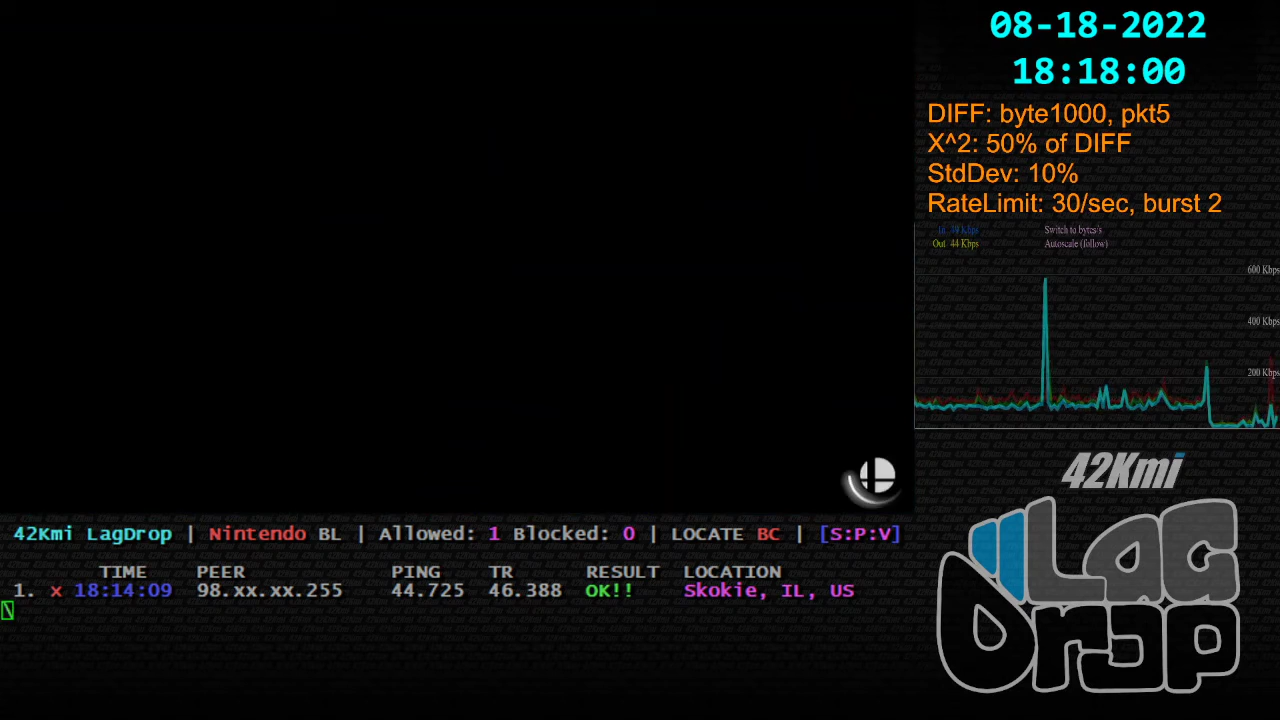 08-18-2022
18:18:00
DIFF: byte1000, pkt5
X^2: 50% of DIFF
StdDev: 10%
RateLimit: 30/sec, burst 2
Switch to bytes/s
Out 44 Kbps
Autoscale (follow)
600 Kbps
400 Kbps
200 Kbps
42Kmi
LAG
Drop
42Kmi LagDrop | Nintendo BL | Allowed: 1 Blocked: 0 | LOCATE BC | [S:P:V]
TIME PEER PING TR RESULT LOCATION
1. x 18:14:09 98.xx.xx.255 44.725 46.388 OK!! Skokie, IL, US
\